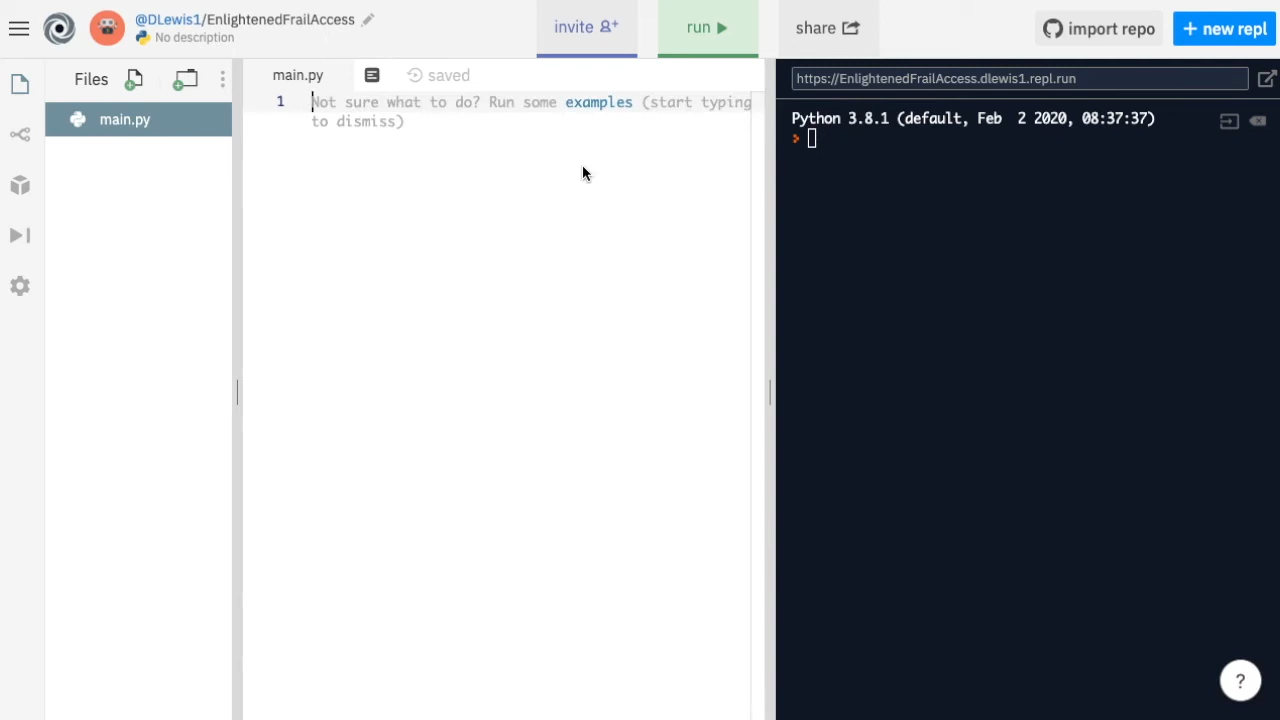 @DLewis1/EnlightenedFrailAccess
No description
invite
run
share
import repo
+ new repl
Files
main.py
main.py
saved
1 Not sure what to do? Run some examples (start typing
to dismiss)
https://EnlightenedFrailAccess.dlewis1.repl.run
Python 3.8.1 (default, Feb  2 2020, 08:37:37)
>
?